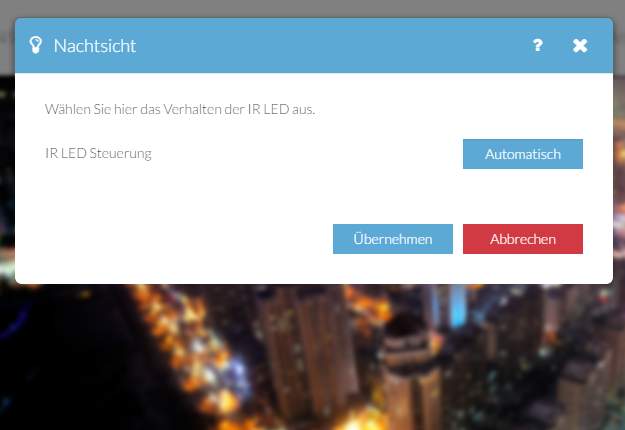 Nachtsicht ?
Wählen Sie hier das Verhalten der IR LED aus.
IR LED Steuerung Automatisch
Übernehmen Abbrechen